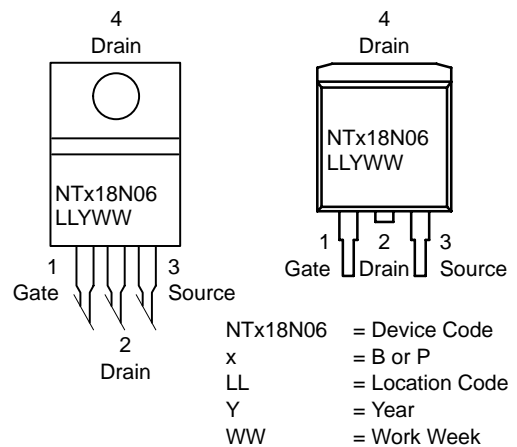 4
Drain
NTx18N06
LLYWW
1
Gate
3
Source
2
Drain
4
Drain
NTx18N06
LLYWW
1 2 3
Gate Drain Source
NTx18N06 = Device Code
x = B or P
LL = Location Code
Y = Year
WW = Work Week